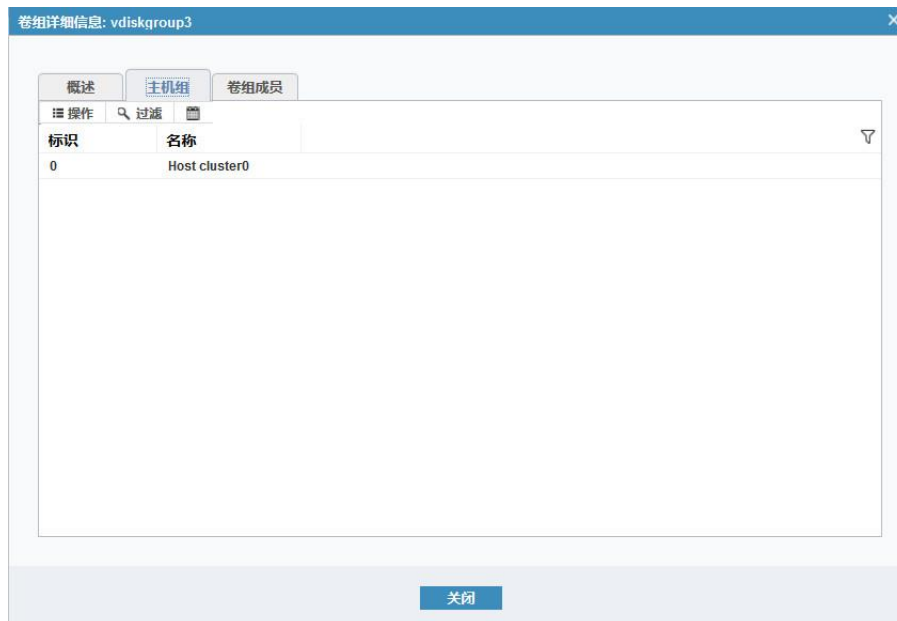 卷组详细信息: vdiskgroup3
概述 主机组 卷组成员
操作 过滤
标识 名称
0 Host cluster0
关闭